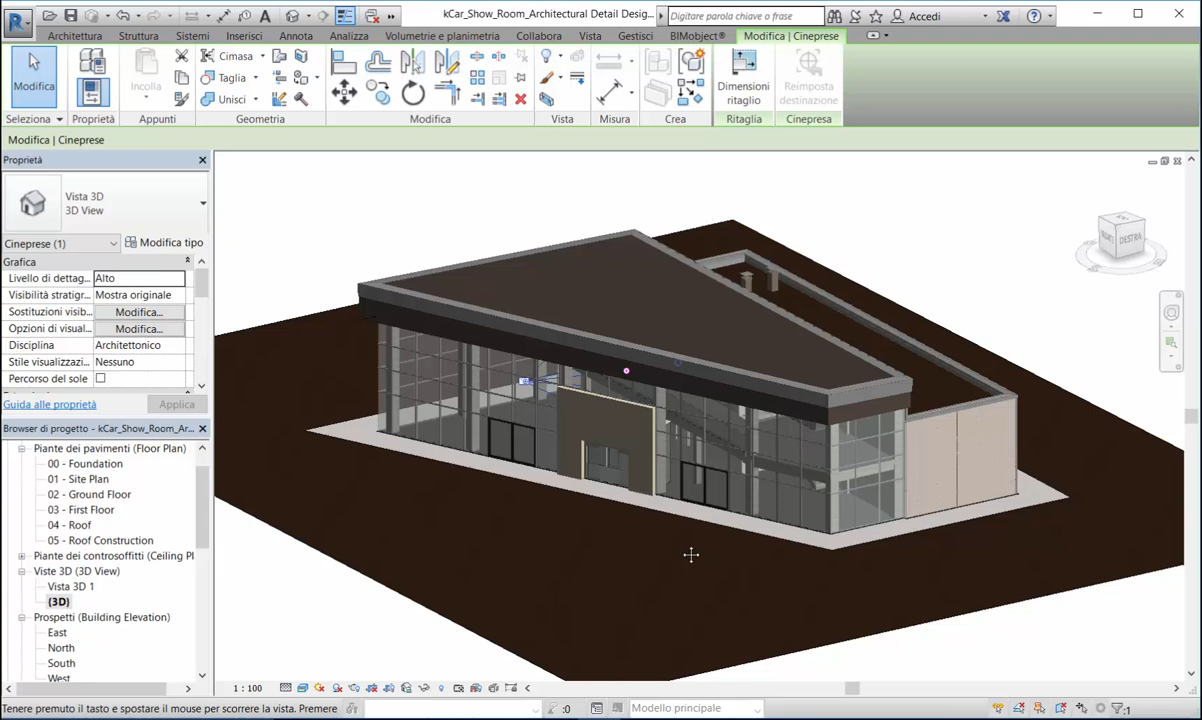 kCar_Show_Room_Architectural Detail Desig...
Digitare parola chiave o frase
Accedi
Architettura Struttura Sistemi Inserisci Annota Analizza Volumetrie e planimetria Collabora Vista Gestisci BIMobject® Modifica | Cineprese
Modifica
Incolla
Cimasa
Taglia
Unisci
Dimensioni ritaglio
Reimposta destinazione
Seleziona Proprietà Appunti Geometria Modifica Vista Misura Crea Ritaglia Cinepresa
Modifica | Cineprese
Proprietà
Vista 3D
3D View
Cineprese (1) Modifica tipo
Grafica
Livello di dettag... Alto
Visibilità stratigr... Mostra originale
Sostituzioni visib... Modifica...
Opzioni di visual... Modifica...
Disciplina Architettonico
Stile visualizzazi... Nessuno
Percorso del sole
Guida alle proprietà Applica
Browser di progetto - kCar_Show_Room_Ar...
Piante dei pavimenti (Floor Plan)
00 - Foundation
01 - Site Plan
02 - Ground Floor
03 - First Floor
04 - Roof
05 - Roof Construction
Piante dei controsoffitti (Ceiling Pl
Viste 3D (3D View)
Vista 3D 1
(3D)
Prospetti (Building Elevation)
East
North
South
West
DESTRA
1 : 100
Tenere premuto il tasto e spostare il mouse per scorrere la vista. Premere
:0
Modello principale
:1